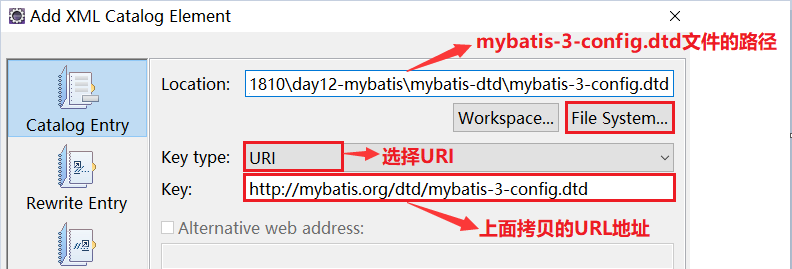 Add XML Catalog Element
mybatis-3-config.dtd文件的路径
Location: 1810\day12-mybatis\mybatis-dtd\mybatis-3-config.dtd
Catalog Entry
Workspace... File System...
Key type: URI 选择URI
Key: http://mybatis.org/dtd/mybatis-3-config.dtd
Rewrite Entry
Alternative web address: 上面拷贝的URL地址